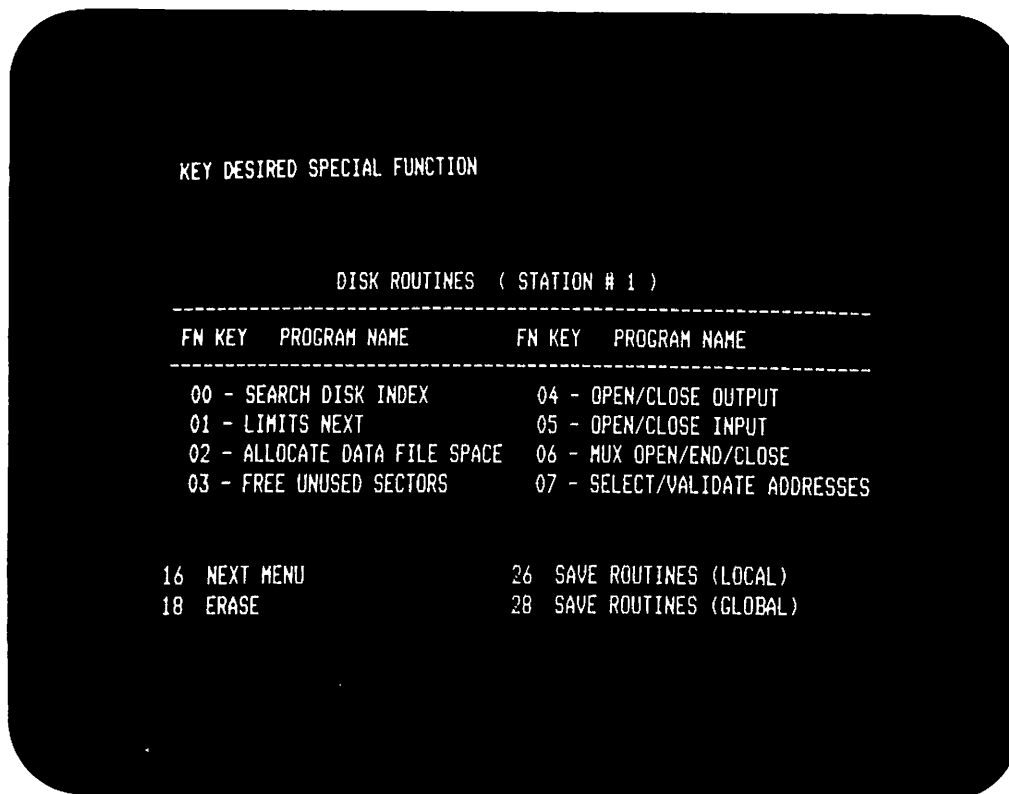 KEY DESIRED SPECIAL FUNCTION
DISK ROUTINES ( STATION # 1 )
FN KEY PROGRAM NAME FN KEY PROGRAM NAME
00 - SEARCH DISK INDEX 04 - OPEN/CLOSE OUTPUT
01 - LIMITS NEXT 05 - OPEN/CLOSE INPUT
02 - ALLOCATE DATA FILE SPACE 06 - MUX OPEN/END/CLOSE
03 - FREE UNUSED SECTORS 07 - SELECT/VALIDATE ADDRESSES
16 NEXT MENU 26 SAVE ROUTINES (LOCAL)
18 ERASE 28 SAVE ROUTINES (GLOBAL)